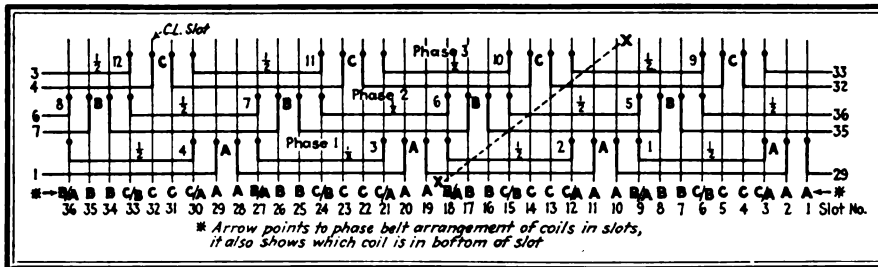 C.L. Slot
3 ½ 12 C ½ 11 C Phase 3 ½ 10 C ½ 9 C 33
4 32
6 8 B ½ 7 B Phase 2 ½ 6 B ½ 5 B ½ 36
7 35
½ 4 A Phase 1 ½ 3 A ½ 2 A 1 ½ A
1 29
X X
* B/A B B C/B C C C/A A A B/A B B C/B C C C/A A A B/A B B C/B C C C/A A A B/A B B C/B C C C/A A A *
36 35 34 33 32 31 30 29 28 27 26 25 24 23 22 21 20 19 18 17 16 15 14 13 12 11 10 9 8 7 6 5 4 3 2 1 Slot No.
* Arrow points to phase belt arrangement of coils in slots,
it also shows which coil is in bottom of slot